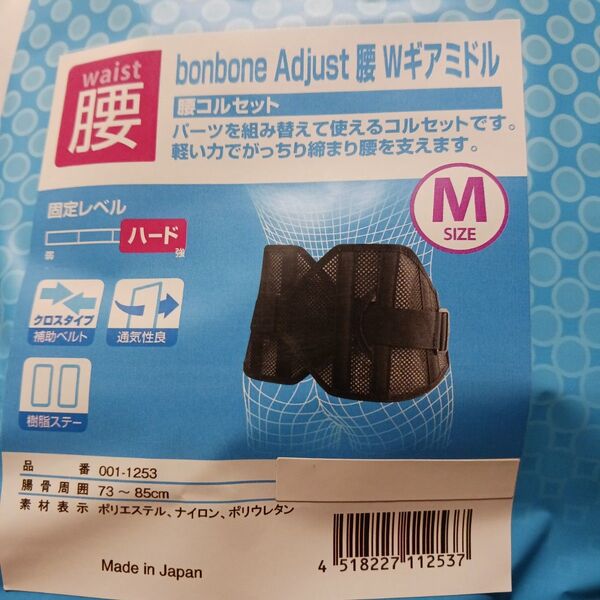 waist
腰
bonbone Adjust 腰 Wギアミドル
腰コルセット
パーツを組み替えて使えるコルセットです。
軽い力でがっちり締まり腰を支えます。
固定レベル
ハード
弱 強
M
SIZE
クロスタイプ
補助ベルト
通気性良
樹脂ステー
品番 001-1253
腸骨周囲 73～85cm
素材表示 ポリエステル、ナイロン、ポリウレタン
Made in Japan
4 518227 112537